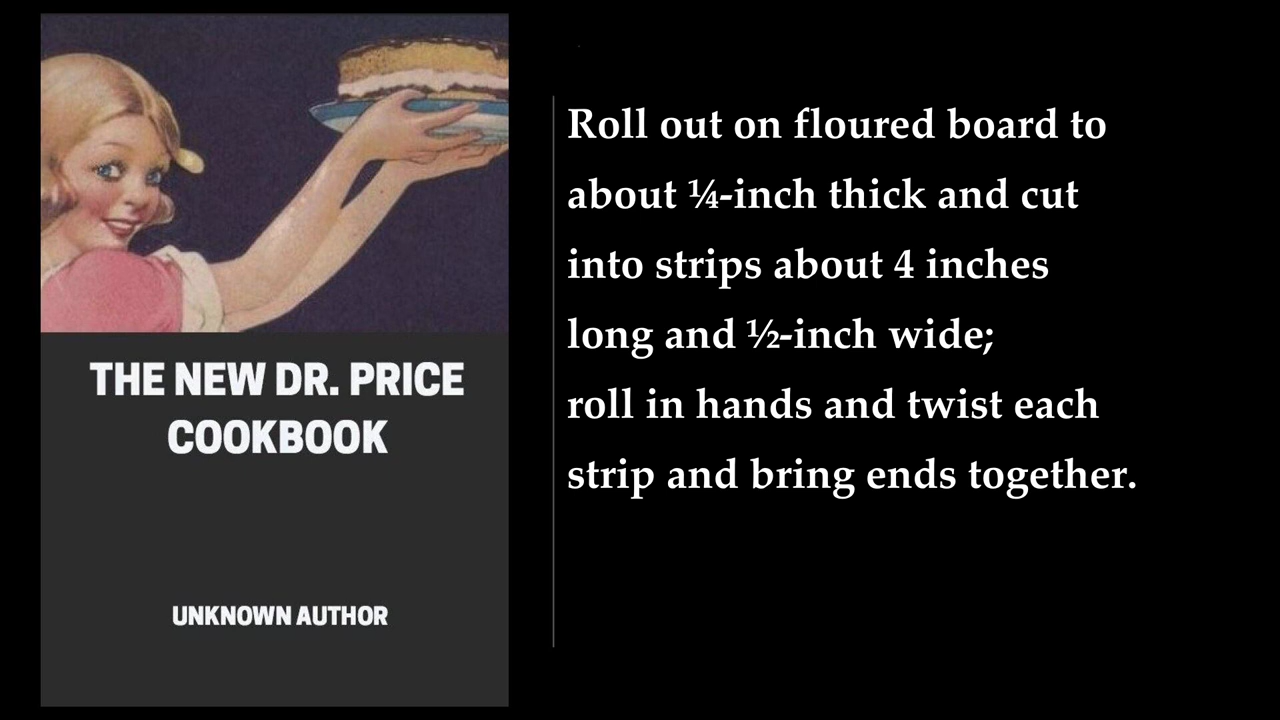 THE NEW DR. PRICE
COOKBOOK
UNKNOWN AUTHOR
Roll out on floured board to
about ¼-inch thick and cut
into strips about 4 inches
long and ½-inch wide;
roll in hands and twist each
strip and bring ends together.